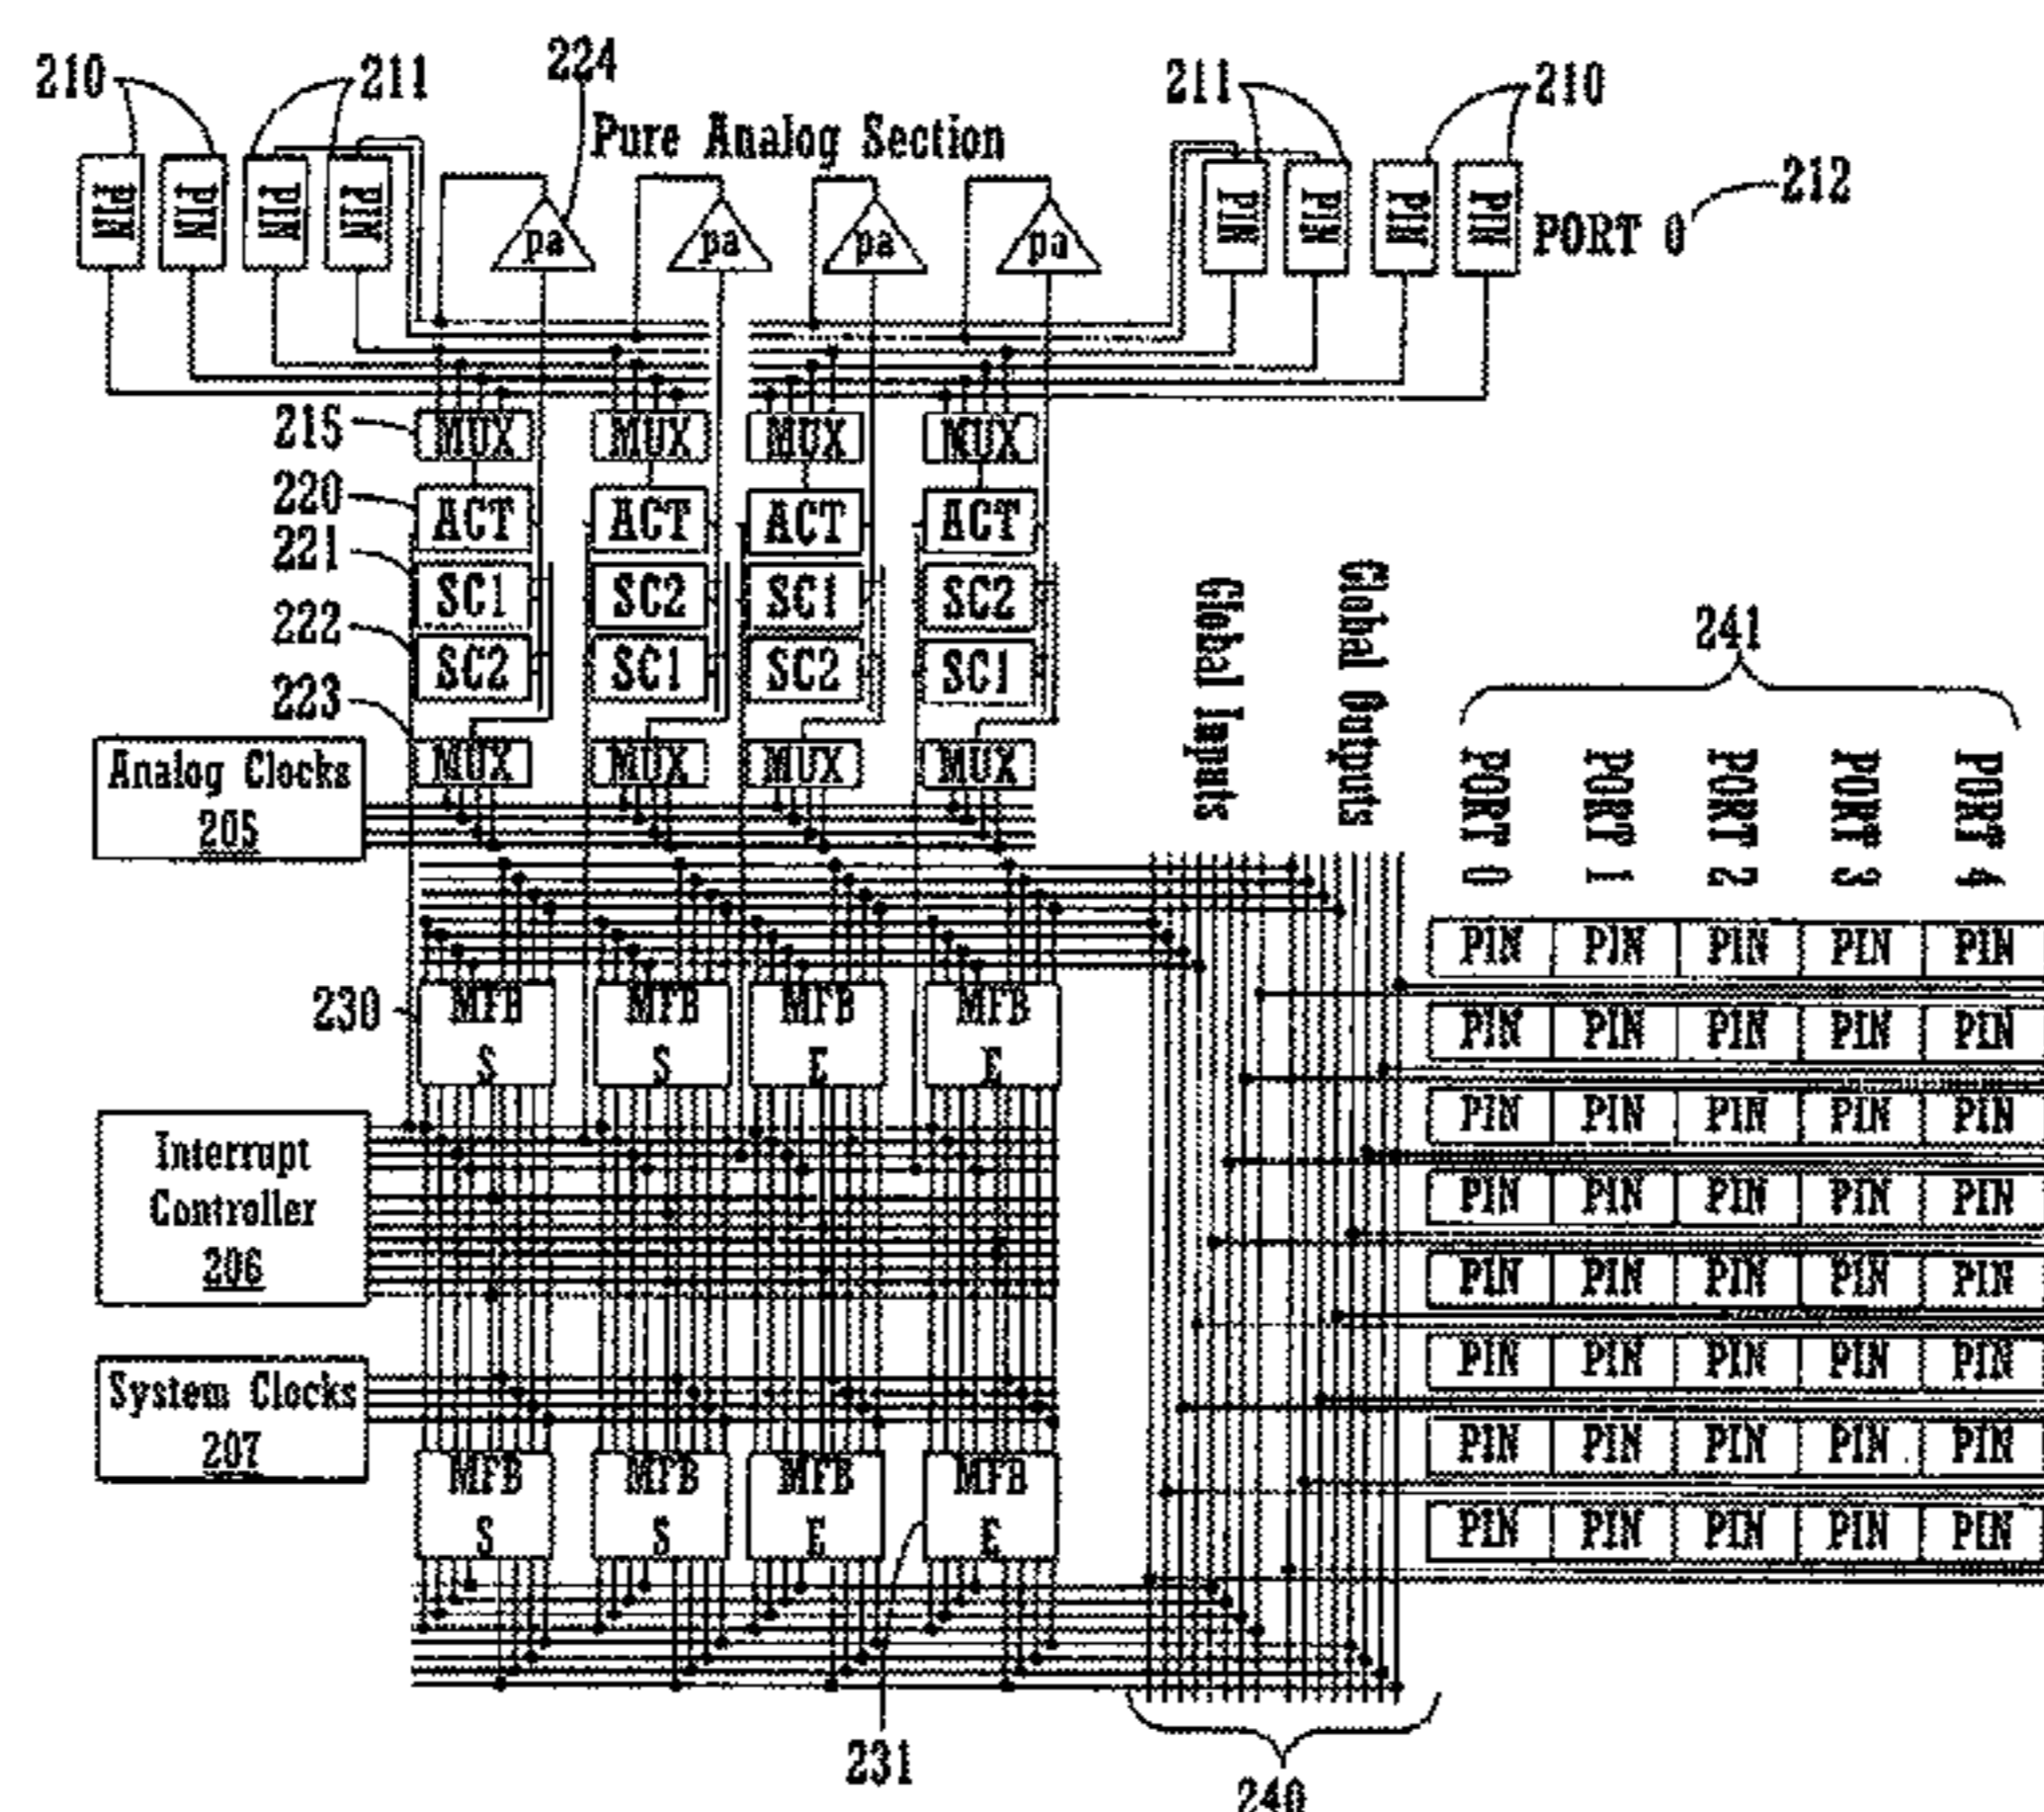 210 211 224 211 210
Pure Analog Section
PIN PIN PIN PIN PIN PIN PIN PIN
212
PORT 0
pa pa pa pa
215 MUX MUX MUX MUX
220 ACT ACT ACT ACT
221 SC1 SC2 SC1 SC2
222 SC2 SC1 SC2 SC1
223 MUX MUX MUX MUX
Analog Clocks
205
Global Inputs
Global Outputs
241
PORT 0 PORT 1 PORT 2 PORT 3 PORT 4
PIN PIN PIN PIN PIN
PIN PIN PIN PIN PIN
PIN PIN PIN PIN PIN
PIN PIN PIN PIN PIN
PIN PIN PIN PIN PIN
PIN PIN PIN PIN PIN
PIN PIN PIN PIN PIN
PIN PIN PIN PIN PIN
230 MFB MFB MFB MFB
S S E E
Interrupt
Controller
206
System Clocks
207
MFB MFB MFB MFB
S S E E
231
240